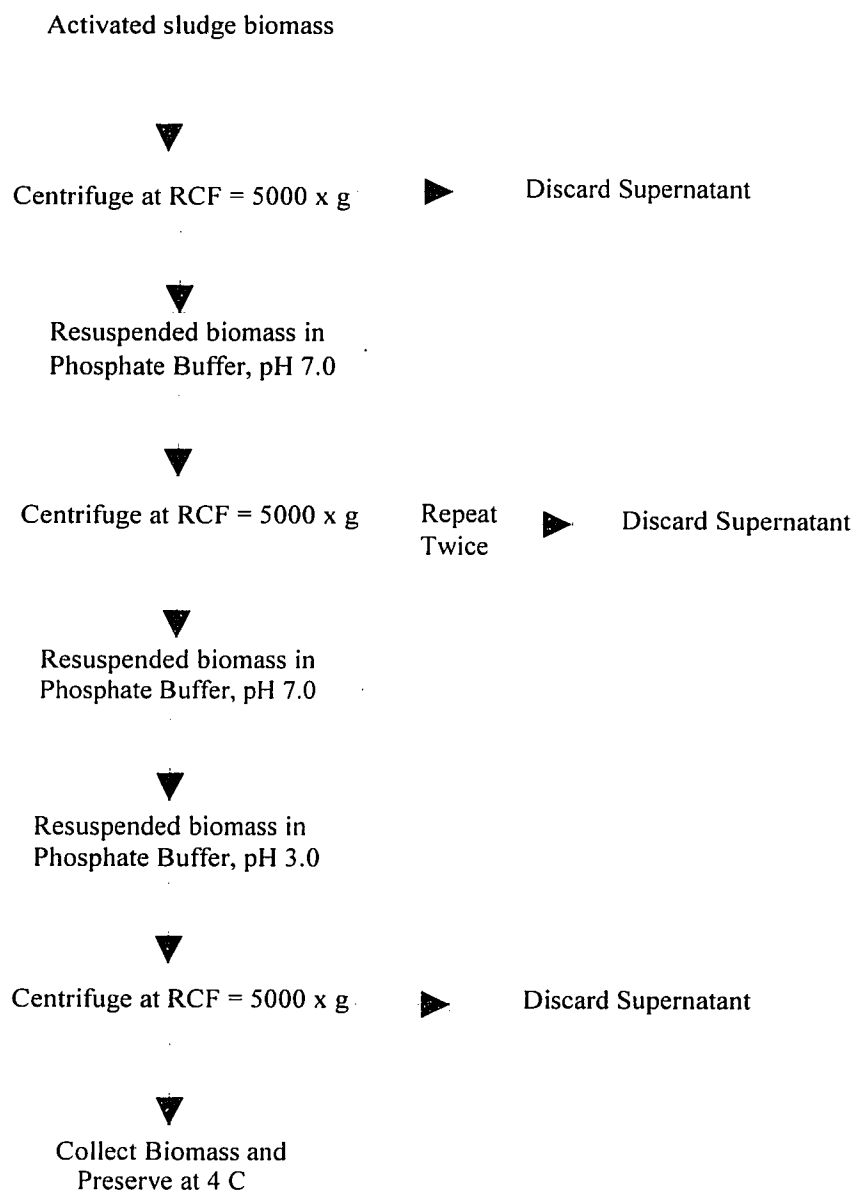 Activated sludge biomass
Centrifuge at RCF = 5000 x g
Discard Supernatant
Resuspended biomass in
Phosphate Buffer, pH 7.0
Centrifuge at RCF = 5000 x g
Repeat
Twice
Discard Supernatant
Resuspended biomass in
Phosphate Buffer, pH 7.0
Resuspended biomass in
Phosphate Buffer, pH 3.0
Centrifuge at RCF = 5000 x g
Discard Supernatant
Collect Biomass and
Preserve at 4 C